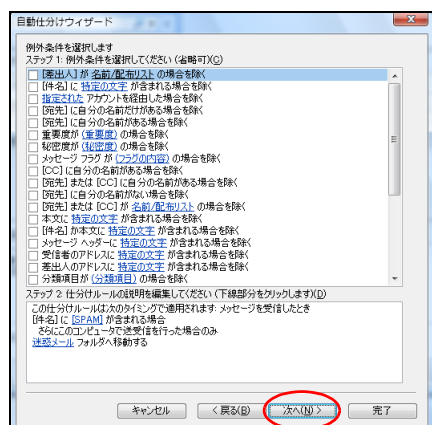 自動仕分けウィザード
例外条件を選択します
ステップ 1: 例外条件を選択してください (省略可)(C)
[差出人] が 名前/配布リスト の場合を除く
[件名] に 特定の文字 が含まれる場合を除く
指定された アカウントを経由した場合を除く
[宛先] に自分の名前だけがある場合を除く
[宛先] に自分の名前がある場合を除く
重要度が (重要度) の場合を除く
秘密度が (秘密度) の場合を除く
メッセージ フラグ が (フラグの内容) の場合を除く
[CC] に自分の名前がある場合を除く
[宛先] または [CC] に自分の名前がある場合を除く
[宛先] に自分の名前がない場合を除く
[宛先] または [CC] が 名前/配布リスト の場合を除く
本文に 特定の文字 が含まれる場合を除く
[件名] か本文に 特定の文字 が含まれる場合を除く
メッセージ ヘッダーに 特定の文字 が含まれる場合を除く
受信者のアドレスに 特定の文字 が含まれる場合を除く
差出人のアドレスに 特定の文字 が含まれる場合を除く
分類項目が (分類項目) の場合を除く
ステップ 2: 仕分けルールの説明を編集してください (下線部分をクリックします)(D)
この仕分けルールは次のタイミングで適用されます: メッセージを受信したとき
[件名] に [SPAM] が含まれる場合
さらにこのコンピュータで送受信を行った場合のみ
迷惑メール フォルダへ移動する
キャンセル
< 戻る(B)
次へ(N) >
完了